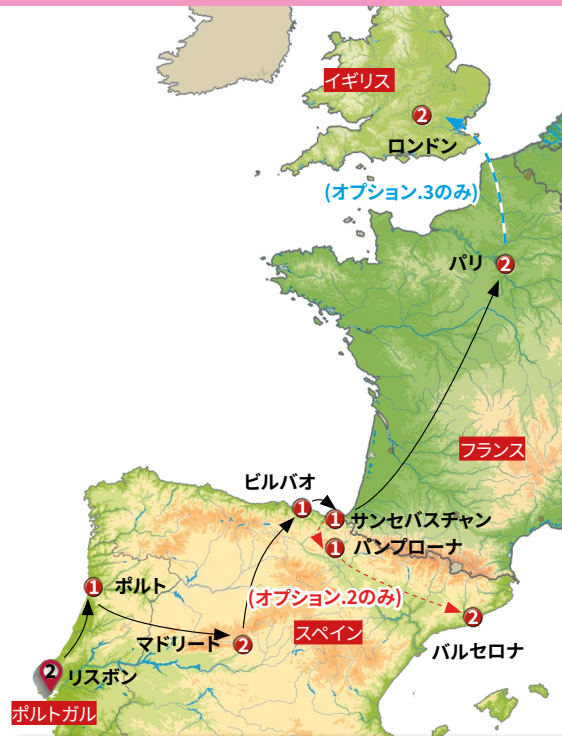 イギリス
2
ロンドン
(オプション.3のみ)
パリ 2
フランス
ビルバオ
1
1 サンセバスチャン
1 パンプローナ
1 ポルト
(オプション.2のみ)
2
スペイン
マドリード 2
バルセロナ
2 リスボン
ポルトガル